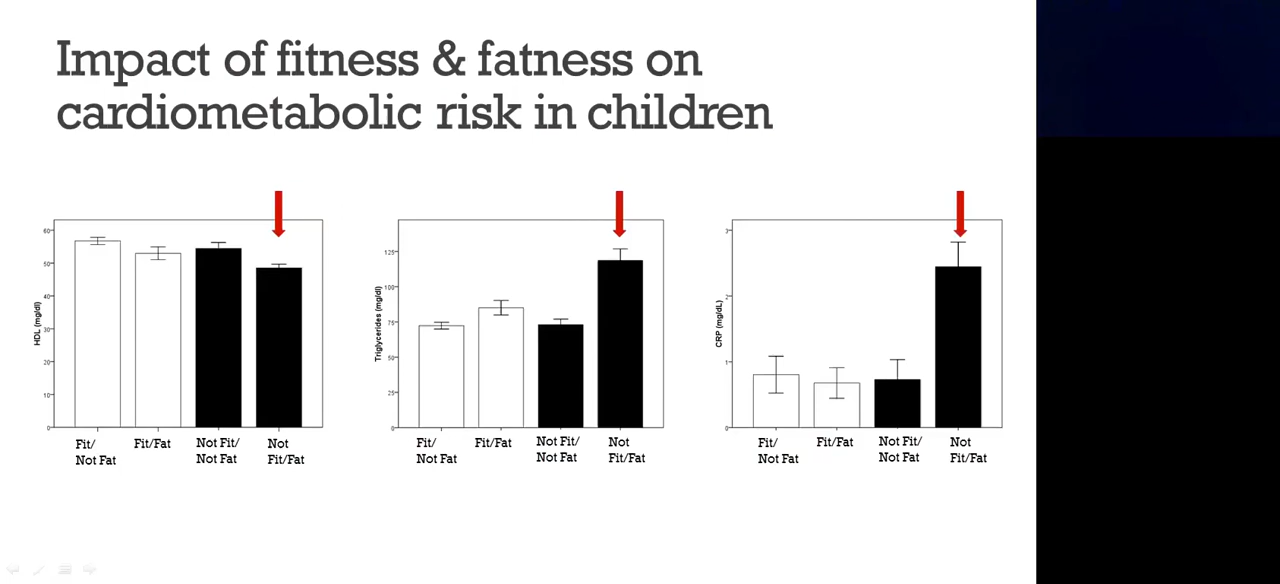 Impact of fitness & fatness on
cardiometabolic risk in children
HDL (mg/dl)
60
50
40
30
20
10
0
Fit/
Not Fat
Fit/Fat
Not Fit/
Not Fat
Not
Fit/Fat
Triglycerides (mg/dl)
125
100
75
50
25
0
Fit/
Not Fat
Fit/Fat
Not Fit/
Not Fat
Not
Fit/Fat
CRP (mg/dL)
3
2
1
0
Fit/
Not Fat
Fit/Fat
Not Fit/
Not Fat
Not
Fit/Fat